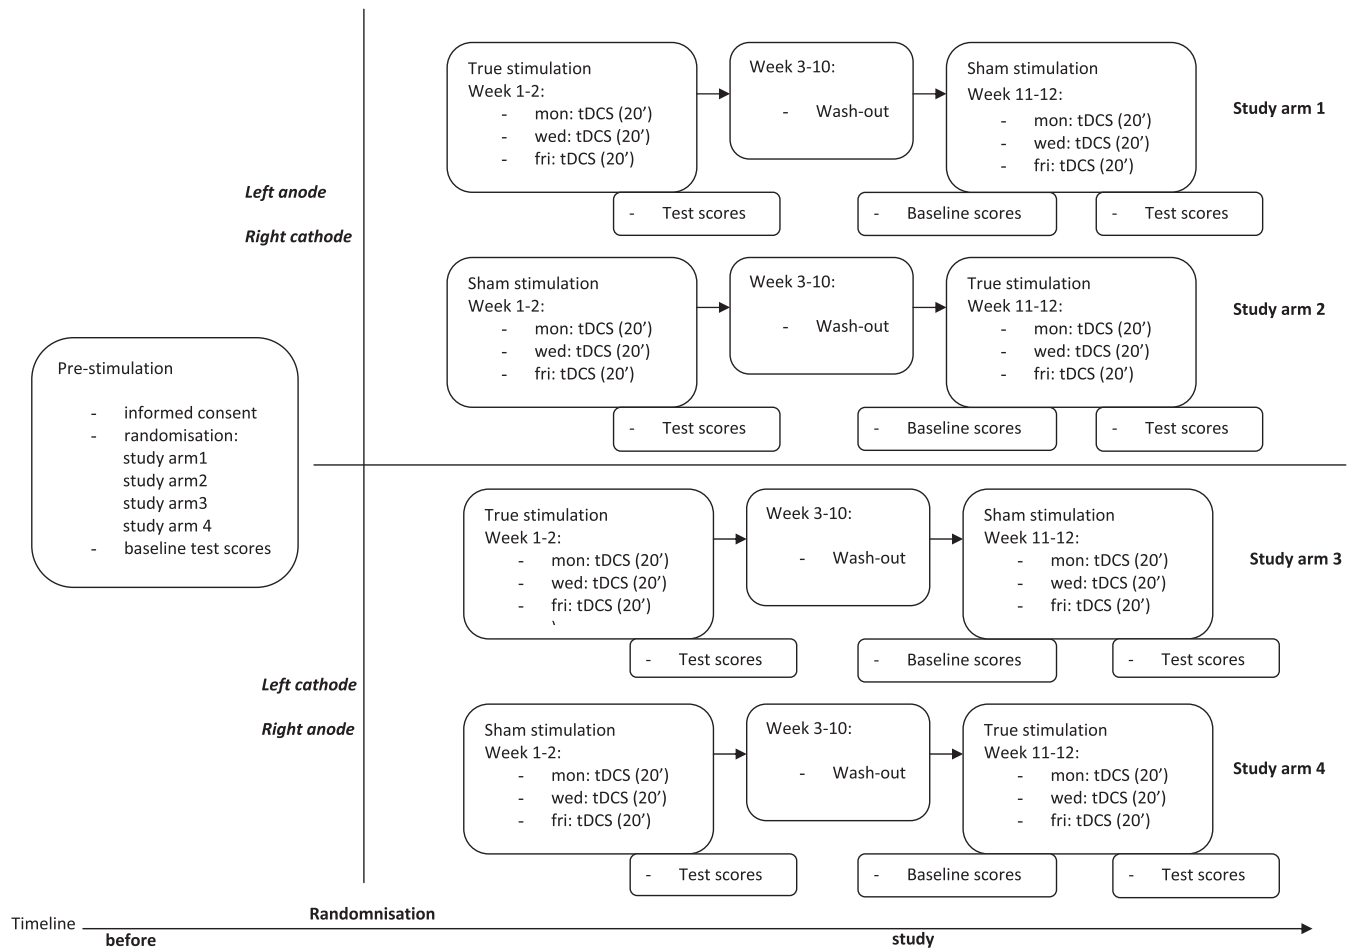 Pre-stimulation
- informed consent
- randomisation:
study arm1
study arm2
study arm3
study arm 4
- baseline test scores
Left anode
Right cathode
True stimulation
Week 1-2:
- mon: tDCS (20’)
- wed: tDCS (20’)
- fri: tDCS (20’)
- Test scores
Week 3-10:
- Wash-out
Sham stimulation
Week 11-12:
- mon: tDCS (20’)
- wed: tDCS (20’)
- fri: tDCS (20’)
- Baseline scores
- Test scores
Study arm 1
Sham stimulation
Week 1-2:
- mon: tDCS (20’)
- wed: tDCS (20’)
- fri: tDCS (20’)
- Test scores
Week 3-10:
- Wash-out
True stimulation
Week 11-12:
- mon: tDCS (20’)
- wed: tDCS (20’)
- fri: tDCS (20’)
- Baseline scores
- Test scores
Study arm 2
Left cathode
Right anode
True stimulation
Week 1-2:
- mon: tDCS (20’)
- wed: tDCS (20’)
- fri: tDCS (20’)
- Test scores
Week 3-10:
- Wash-out
Sham stimulation
Week 11-12:
- mon: tDCS (20’)
- wed: tDCS (20’)
- fri: tDCS (20’)
- Baseline scores
- Test scores
Study arm 3
Sham stimulation
Week 1-2:
- mon: tDCS (20’)
- wed: tDCS (20’)
- fri: tDCS (20’)
- Test scores
Week 3-10:
- Wash-out
True stimulation
Week 11-12:
- mon: tDCS (20’)
- wed: tDCS (20’)
- fri: tDCS (20’)
- Baseline scores
- Test scores
Study arm 4
Randomnisation
Timeline
before
study